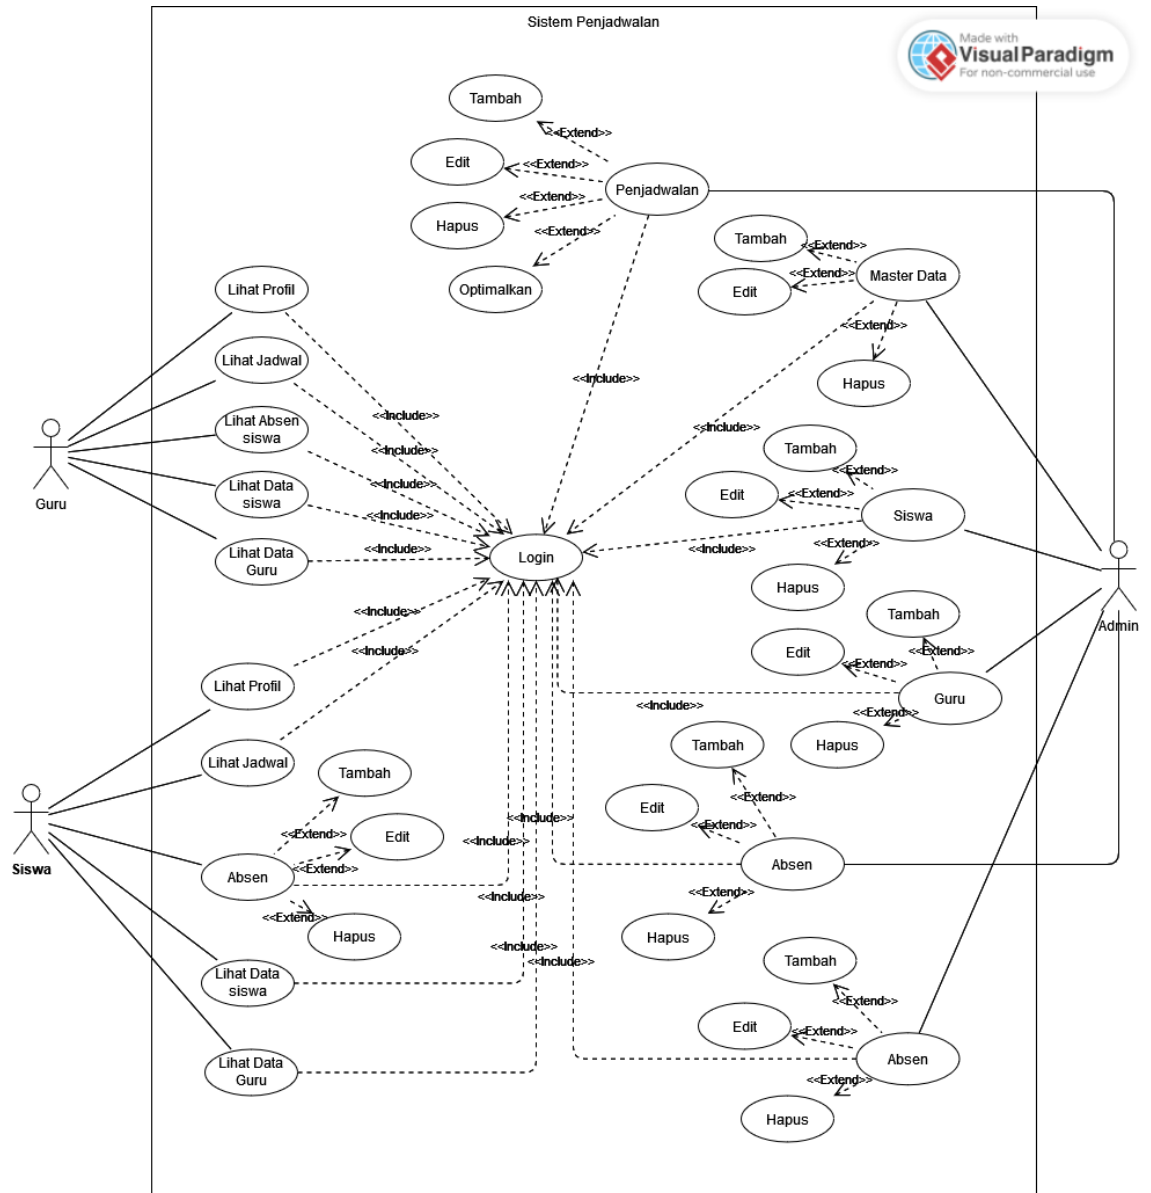 Sistem Penjadwalan
Made with
Visual Paradigm
For non-commercial use
Tambah
<<Extend>>
Edit
<<Extend>>
Penjadwalan
<<Extend>>
Hapus
<<Extend>>
Optimalkan
Tambah
<<Extend>>
Master Data
<<Extend>>
Edit
<<Extend>>
Hapus
Lihat Profil
Lihat Jadwal
Lihat Absen
siswa
Lihat Data
siswa
Lihat Data
Guru
Guru
<<Include>>
<<Include>>
<<Include>>
<<Include>>
<<Include>>
<<Include>>
<<Include>>
Login
Tambah
<<Extend>>
Edit
<<Extend>>
Siswa
<<Extend>>
<<Include>>
Hapus
Admin
Tambah
Edit
<<Extend>>
<<Extend>>
Guru
<<Extend>>
<<Include>>
Hapus
<<Include>>
<<Include>>
Lihat Profil
Lihat Jadwal
Siswa
Tambah
<<Extend>>
Edit
<<Extend>>
Absen
<<Extend>>
Hapus
Lihat Data
siswa
Lihat Data
Guru
<<Include>>
<<Include>>
<<Include>>
<<Include>>
<<Include>>
Tambah
<<Extend>>
Edit
<<Extend>>
Absen
<<Extend>>
Hapus
Tambah
<<Extend>>
Edit
<<Extend>>
Absen
<<Extend>>
Hapus